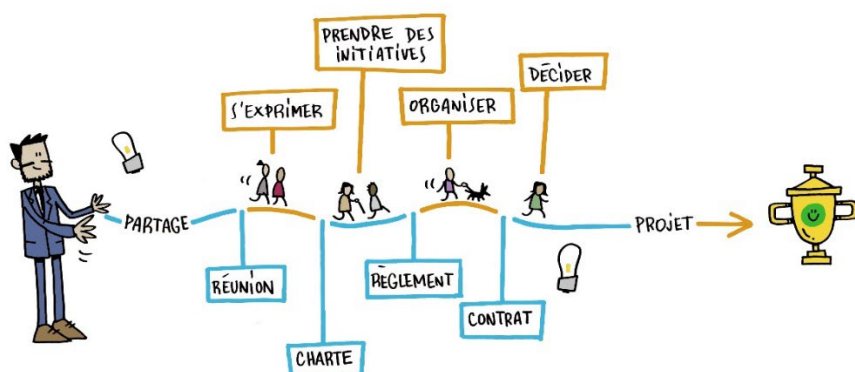 PRENDRE DES
INITIATIVES
DÉCIDER
S'EXPRIMER
ORGANISER
PARTAGE
PROJET
RÉUNION
RÈGLEMENT
CONTRAT
CHARTE